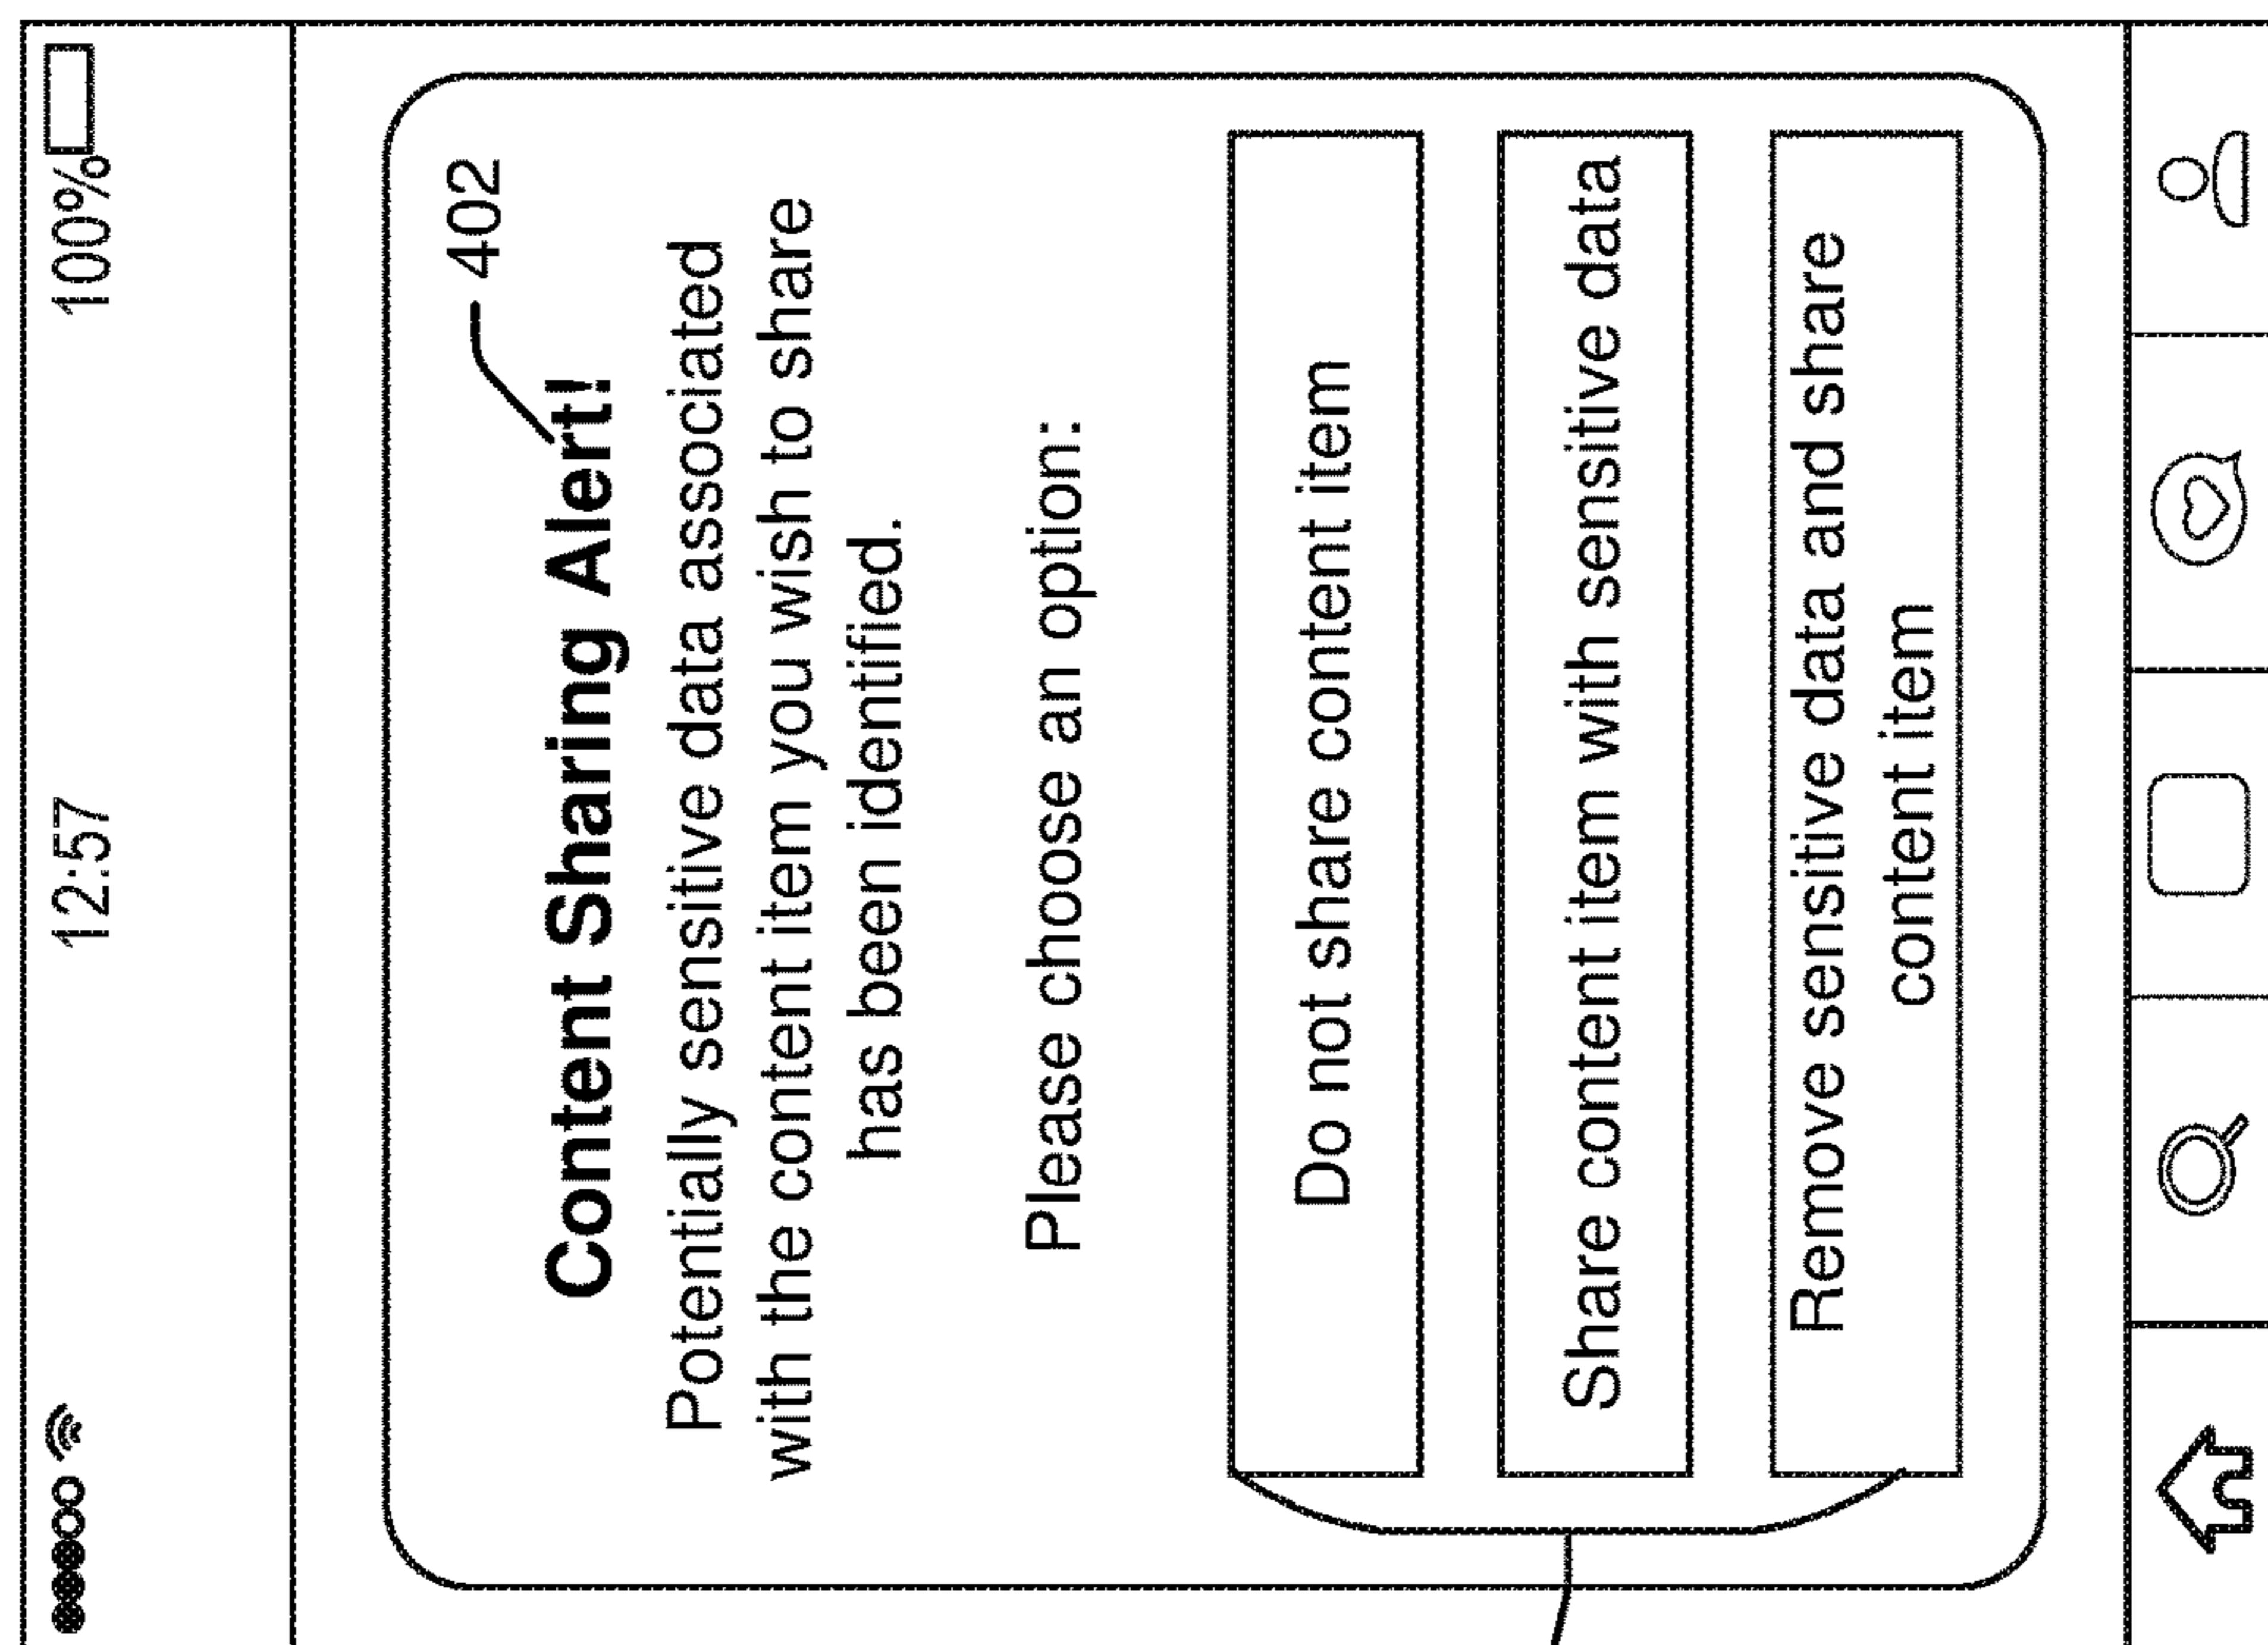 12:57
100%
402
Content Sharing Alert!
Potentially sensitive data associated
with the content item you wish to share
has been identified.
Please choose an option:
Do not share content item
Share content item with sensitive data
Remove sensitive data and share
content item